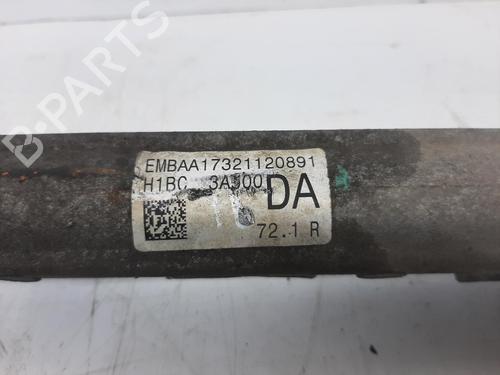 EMBAA17321120891
H1BC 3A500
DA
72.1 R
B-PARTS